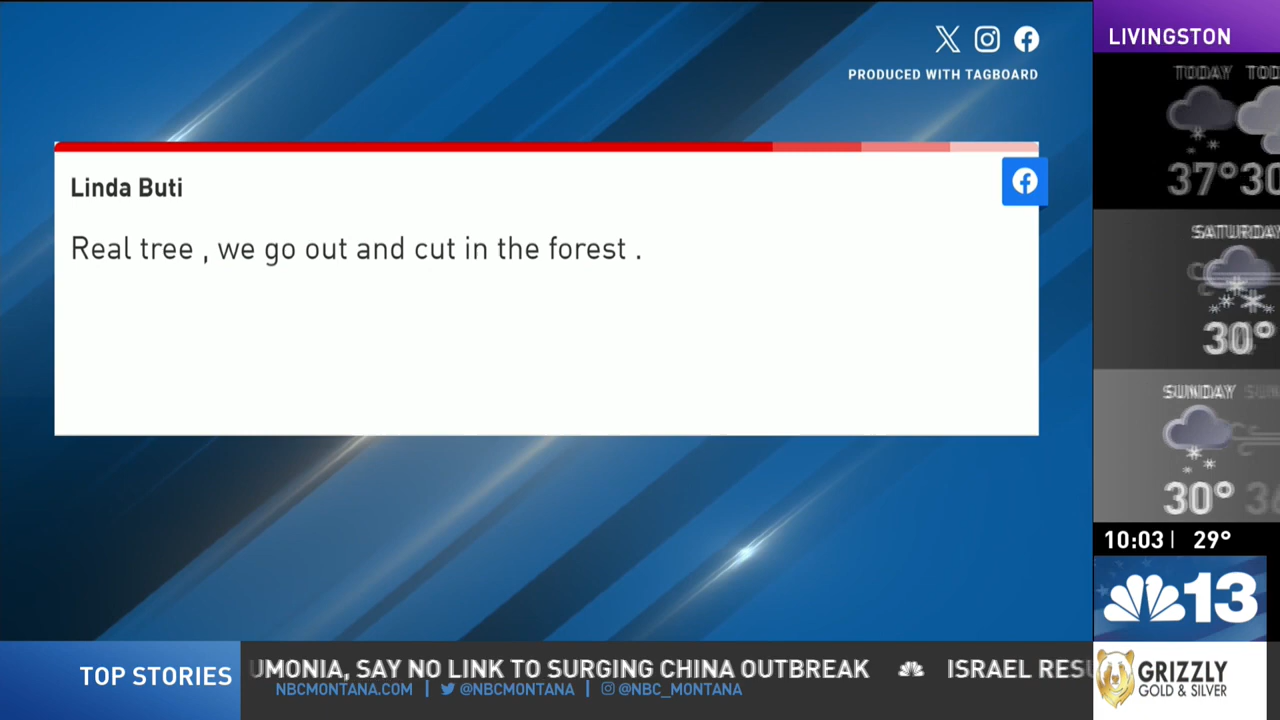 LIVINGSTON
PRODUCED WITH TAGBOARD
TODAY
37° 30
Linda Buti
Real tree , we go out and cut in the forest .
SATURDAY
30°
SUNDAY
30°
10:03 29°
13
TOP STORIES
UMONIA, SAY NO LINK TO SURGING CHINA OUTBREAK ISRAEL RESU
NBCMONTANA.COM | @NBCMONTANA | @NBC_MONTANA
GRIZZLY
GOLD & SILVER